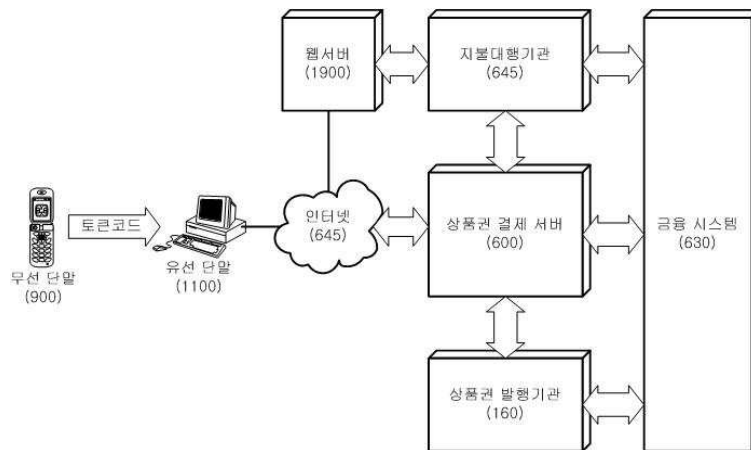 웹서버
(1900)
지불대행기관
(645)
토큰코드
무선 단말
(900)
유선 단말
(1100)
인터넷
(645)
상품권 결제 서버
(600)
금융 시스템
(630)
상품권 발행기관
(160)